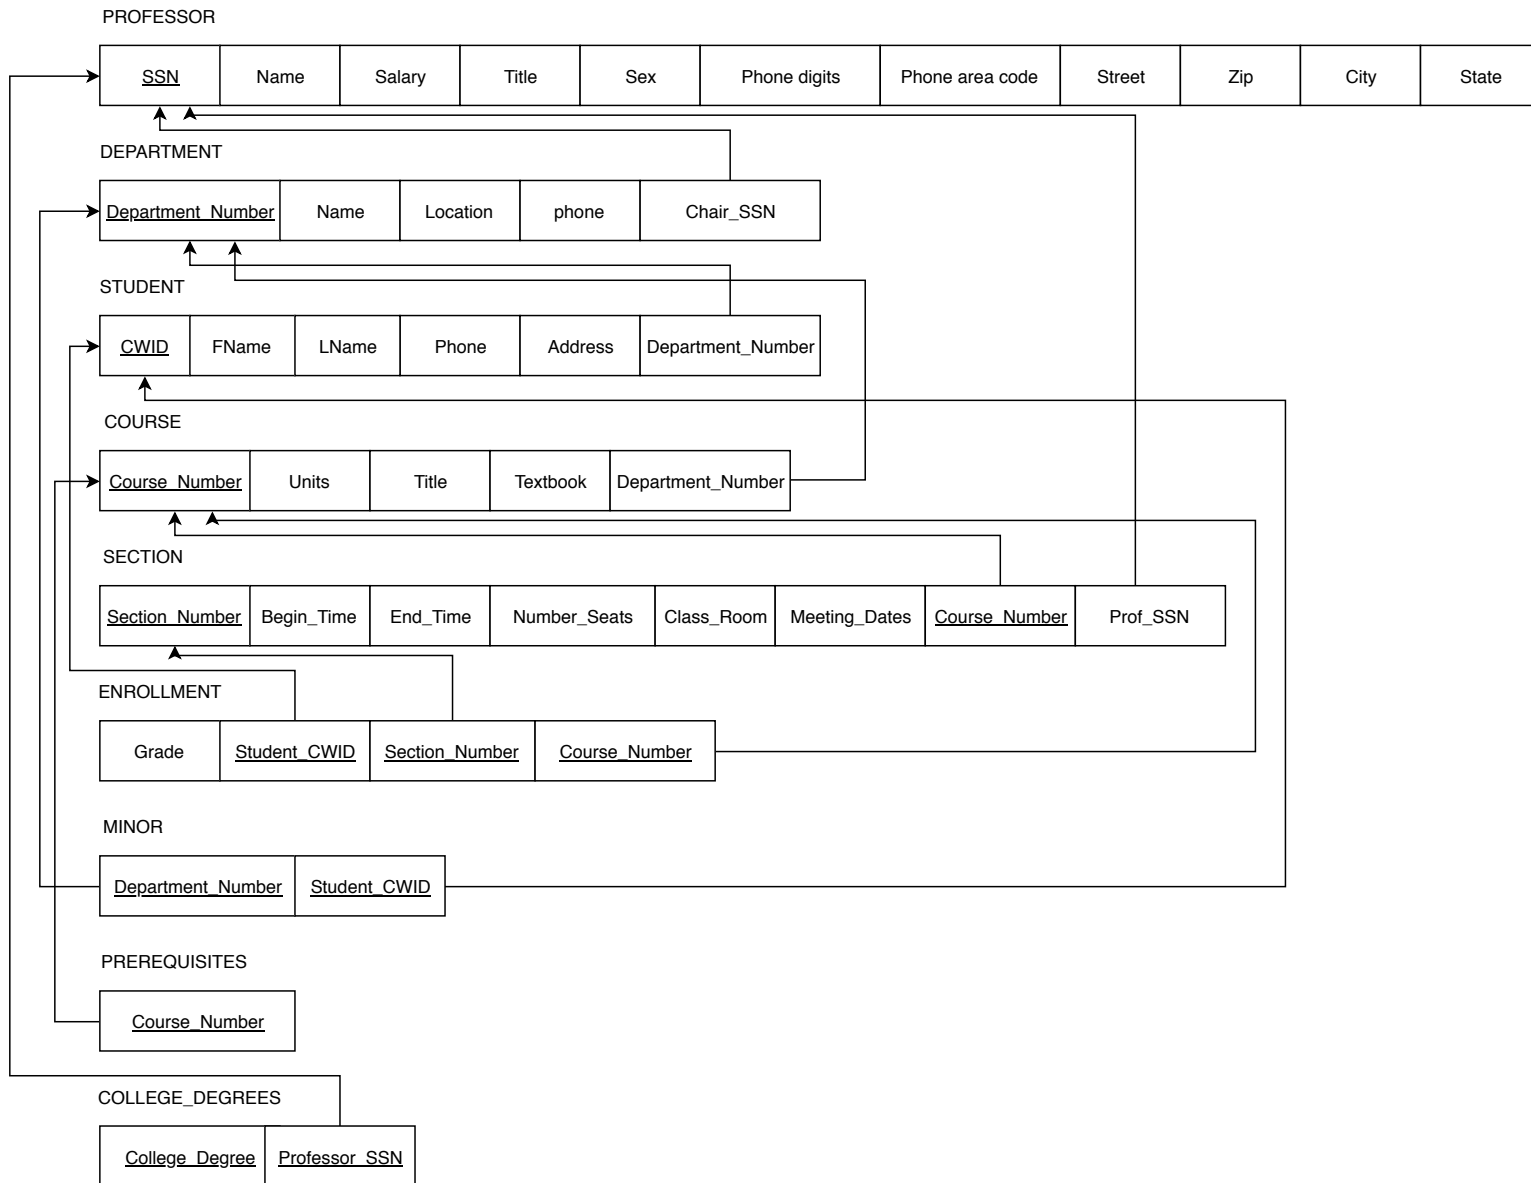 PROFESSOR
SSN Name Salary Title Sex Phone digits Phone area code Street Zip City State
DEPARTMENT
Department_Number Name Location phone Chair_SSN
STUDENT
CWID FName LName Phone Address Department_Number
COURSE
Course_Number Units Title Textbook Department_Number
SECTION
Section_Number Begin_Time End_Time Number_Seats Class_Room Meeting_Dates Course_Number Prof_SSN
ENROLLMENT
Grade Student_CWID Section_Number Course_Number
MINOR
Department_Number Student_CWID
PREREQUISITES
Course_Number
COLLEGE_DEGREES
College_Degree Professor_SSN